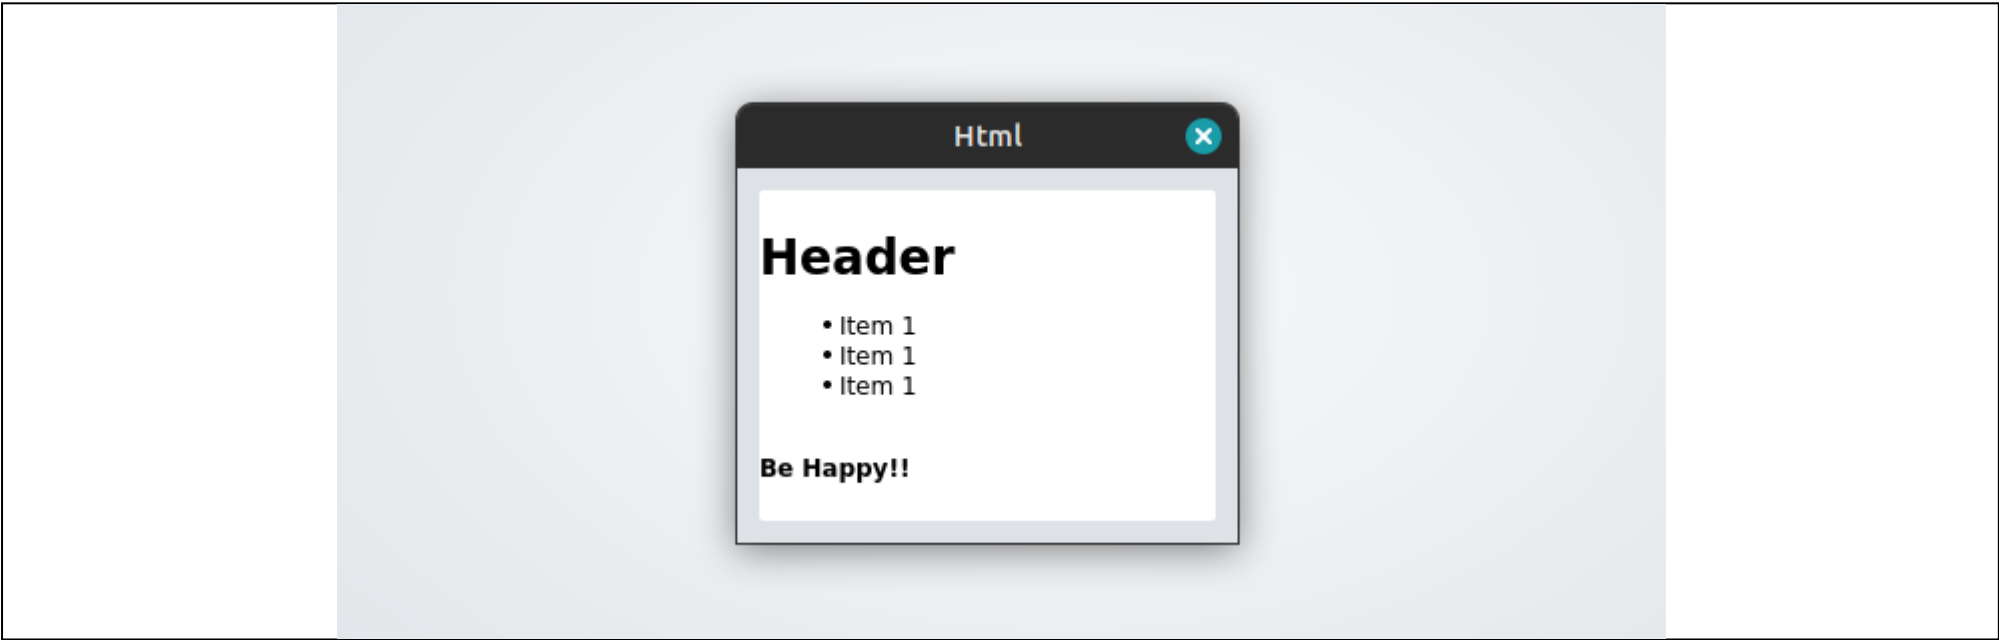 Html
Header
• Item 1
• Item 1
• Item 1
Be Happy!!